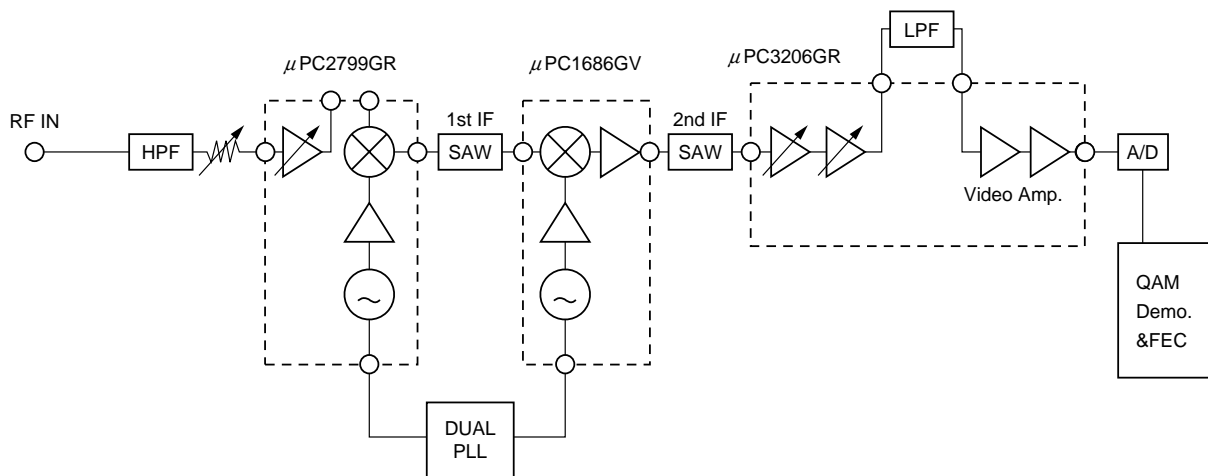 LPF
μPC2799GR
μPC1686GV
μPC3206GR
RF IN
HPF
1st IF
SAW
2nd IF
SAW
A/D
Video Amp.
QAM
Demo.
&FEC
DUAL
PLL